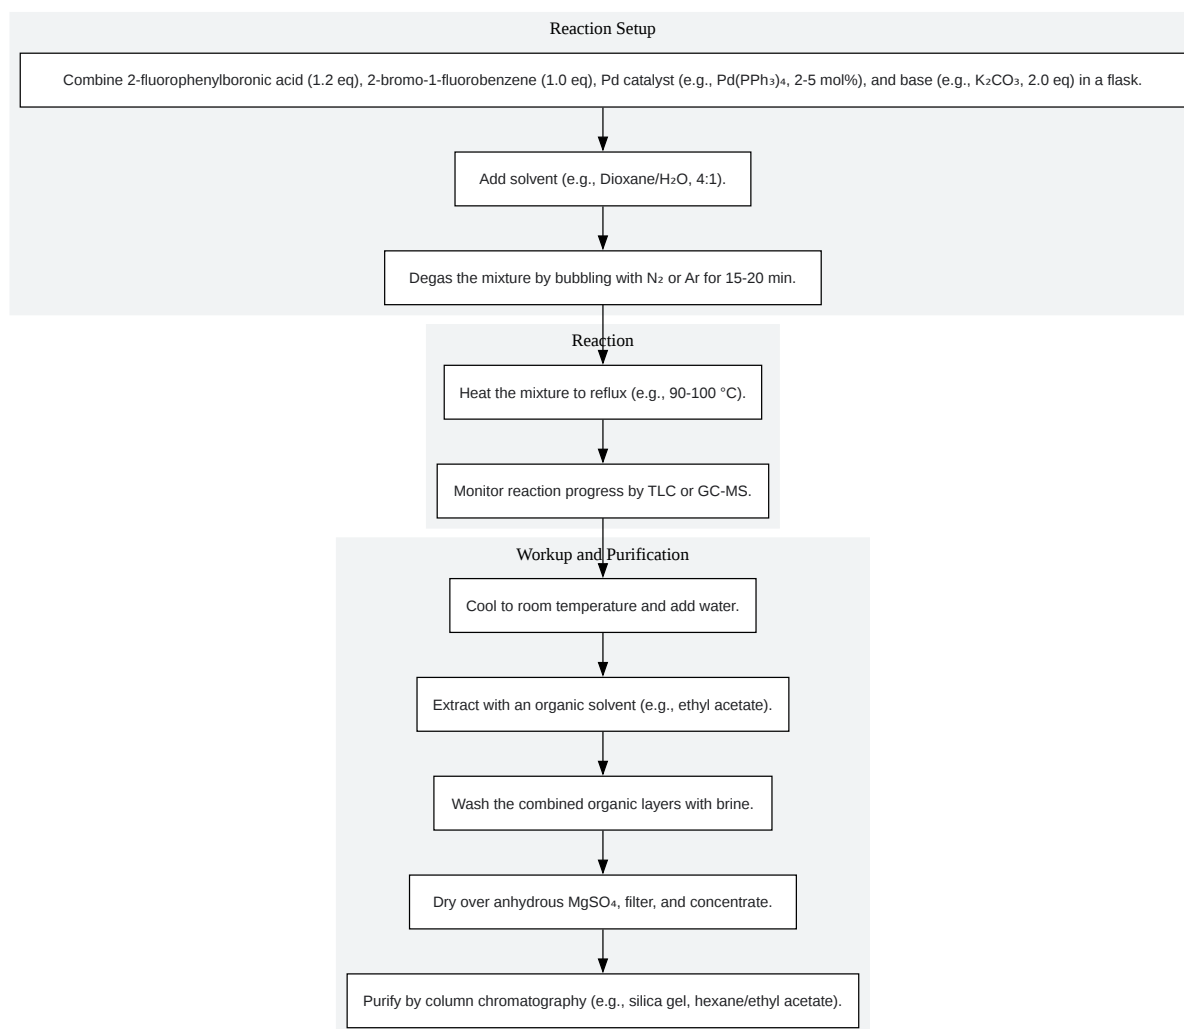 Reaction Setup
Combine 2-fluorophenylboronic acid (1.2 eq), 2-bromo-1-fluorobenzene (1.0 eq), Pd catalyst (e.g., Pd(PPh₃)₄, 2-5 mol%), and base (e.g., K₂CO₃, 2.0 eq) in a flask.
Add solvent (e.g., Dioxane/H₂O, 4:1).
Degas the mixture by bubbling with N₂ or Ar for 15-20 min.
Reaction
Heat the mixture to reflux (e.g., 90-100 °C).
Monitor reaction progress by TLC or GC-MS.
Workup and Purification
Cool to room temperature and add water.
Extract with an organic solvent (e.g., ethyl acetate).
Wash the combined organic layers with brine.
Dry over anhydrous MgSO₄, filter, and concentrate.
Purify by column chromatography (e.g., silica gel, hexane/ethyl acetate).